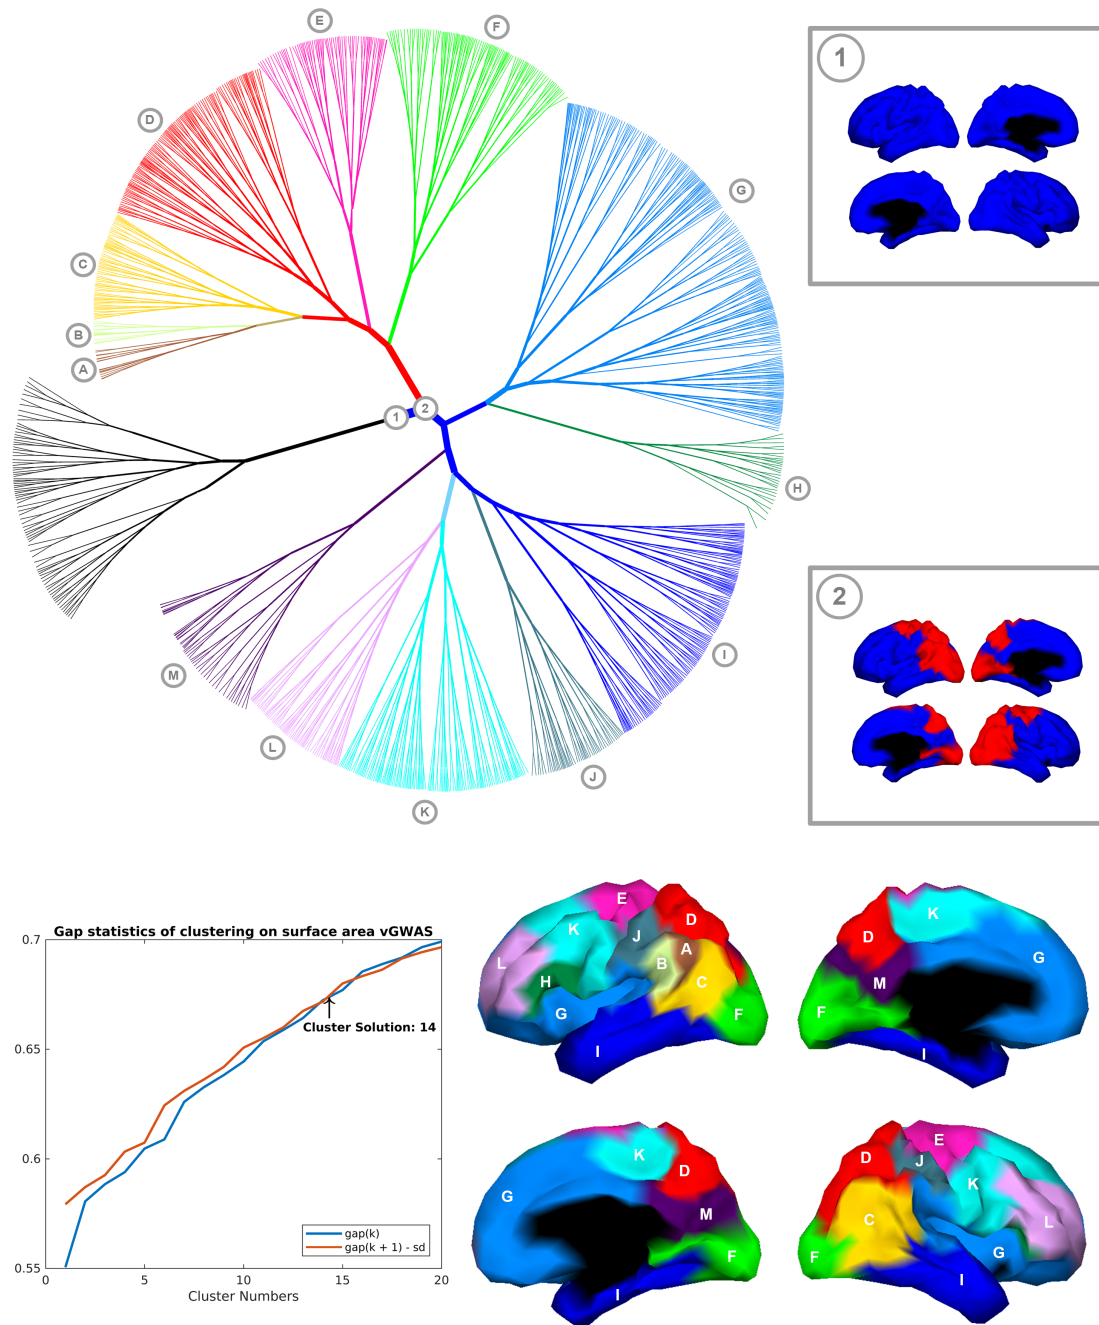 E
F
1
D
G
C
B
A
2
1
H
2
I
M
L
J
K
Gap statistics of clustering on surface area vGWAS
0.7
0.65
0.6
0.55
Cluster Solution: 14
gap(k)
gap(k + 1) - sd
0
5
10
15
20
Cluster Numbers
E
D
K
J
A
L
B
H
C
G
F
I
K
D
G
M
F
I
K
D
G
M
F
I
E
D
J
K
C
L
G
F
I